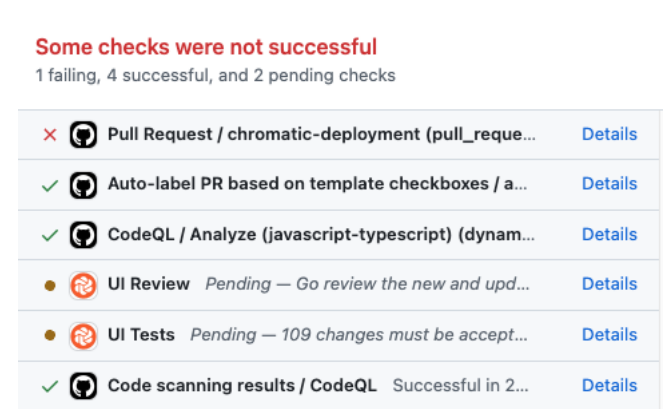 Some checks were not successful
1 failing, 4 successful, and 2 pending checks
Pull Request / chromatic-deployment (pull_reque... Details
Auto-label PR based on template checkboxes / a... Details
CodeQL / Analyze (javascript-typescript) (dynam... Details
UI Review Pending — Go review the new and upd... Details
UI Tests Pending — 109 changes must be accept... Details
Code scanning results / CodeQL Successful in 2... Details